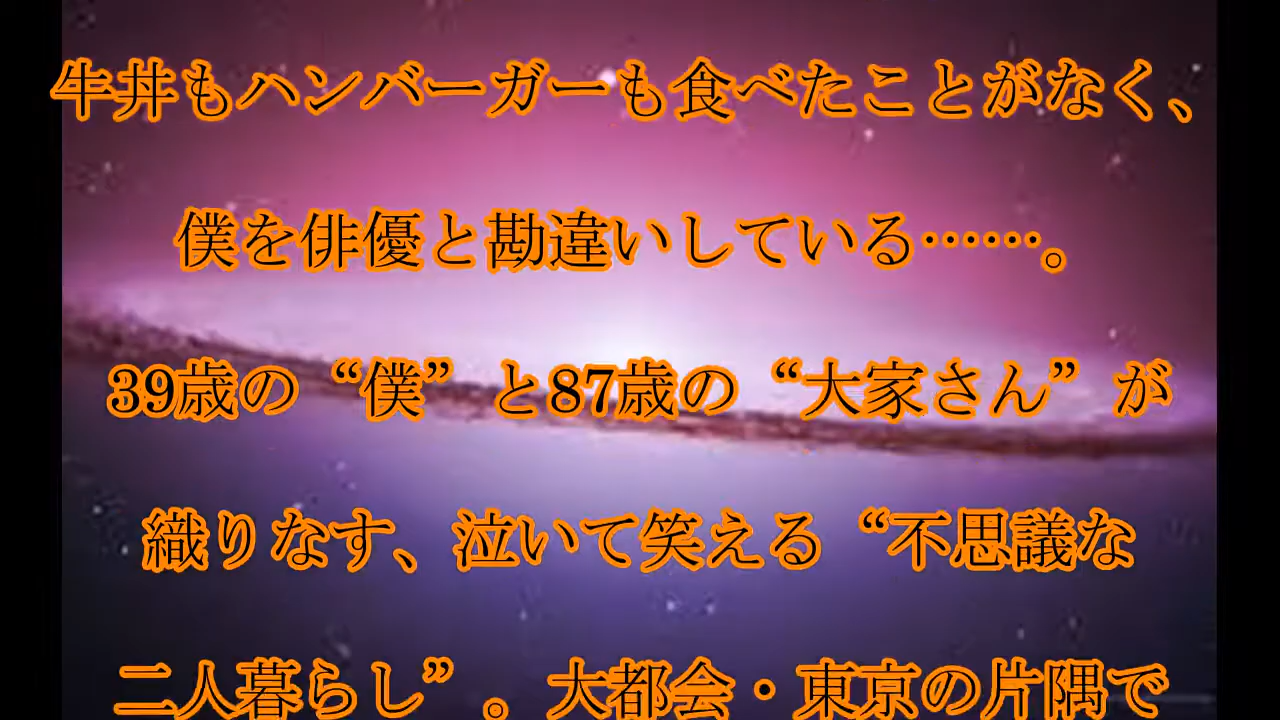 牛丼もハンバーガーも食べたことがなく、
僕を俳優と勘違いしている……。
39歳の“僕”と87歳の“大家さん”が
織りなす、泣いて笑える“不思議な
二人暮らし”。大都会・東京の片隅で